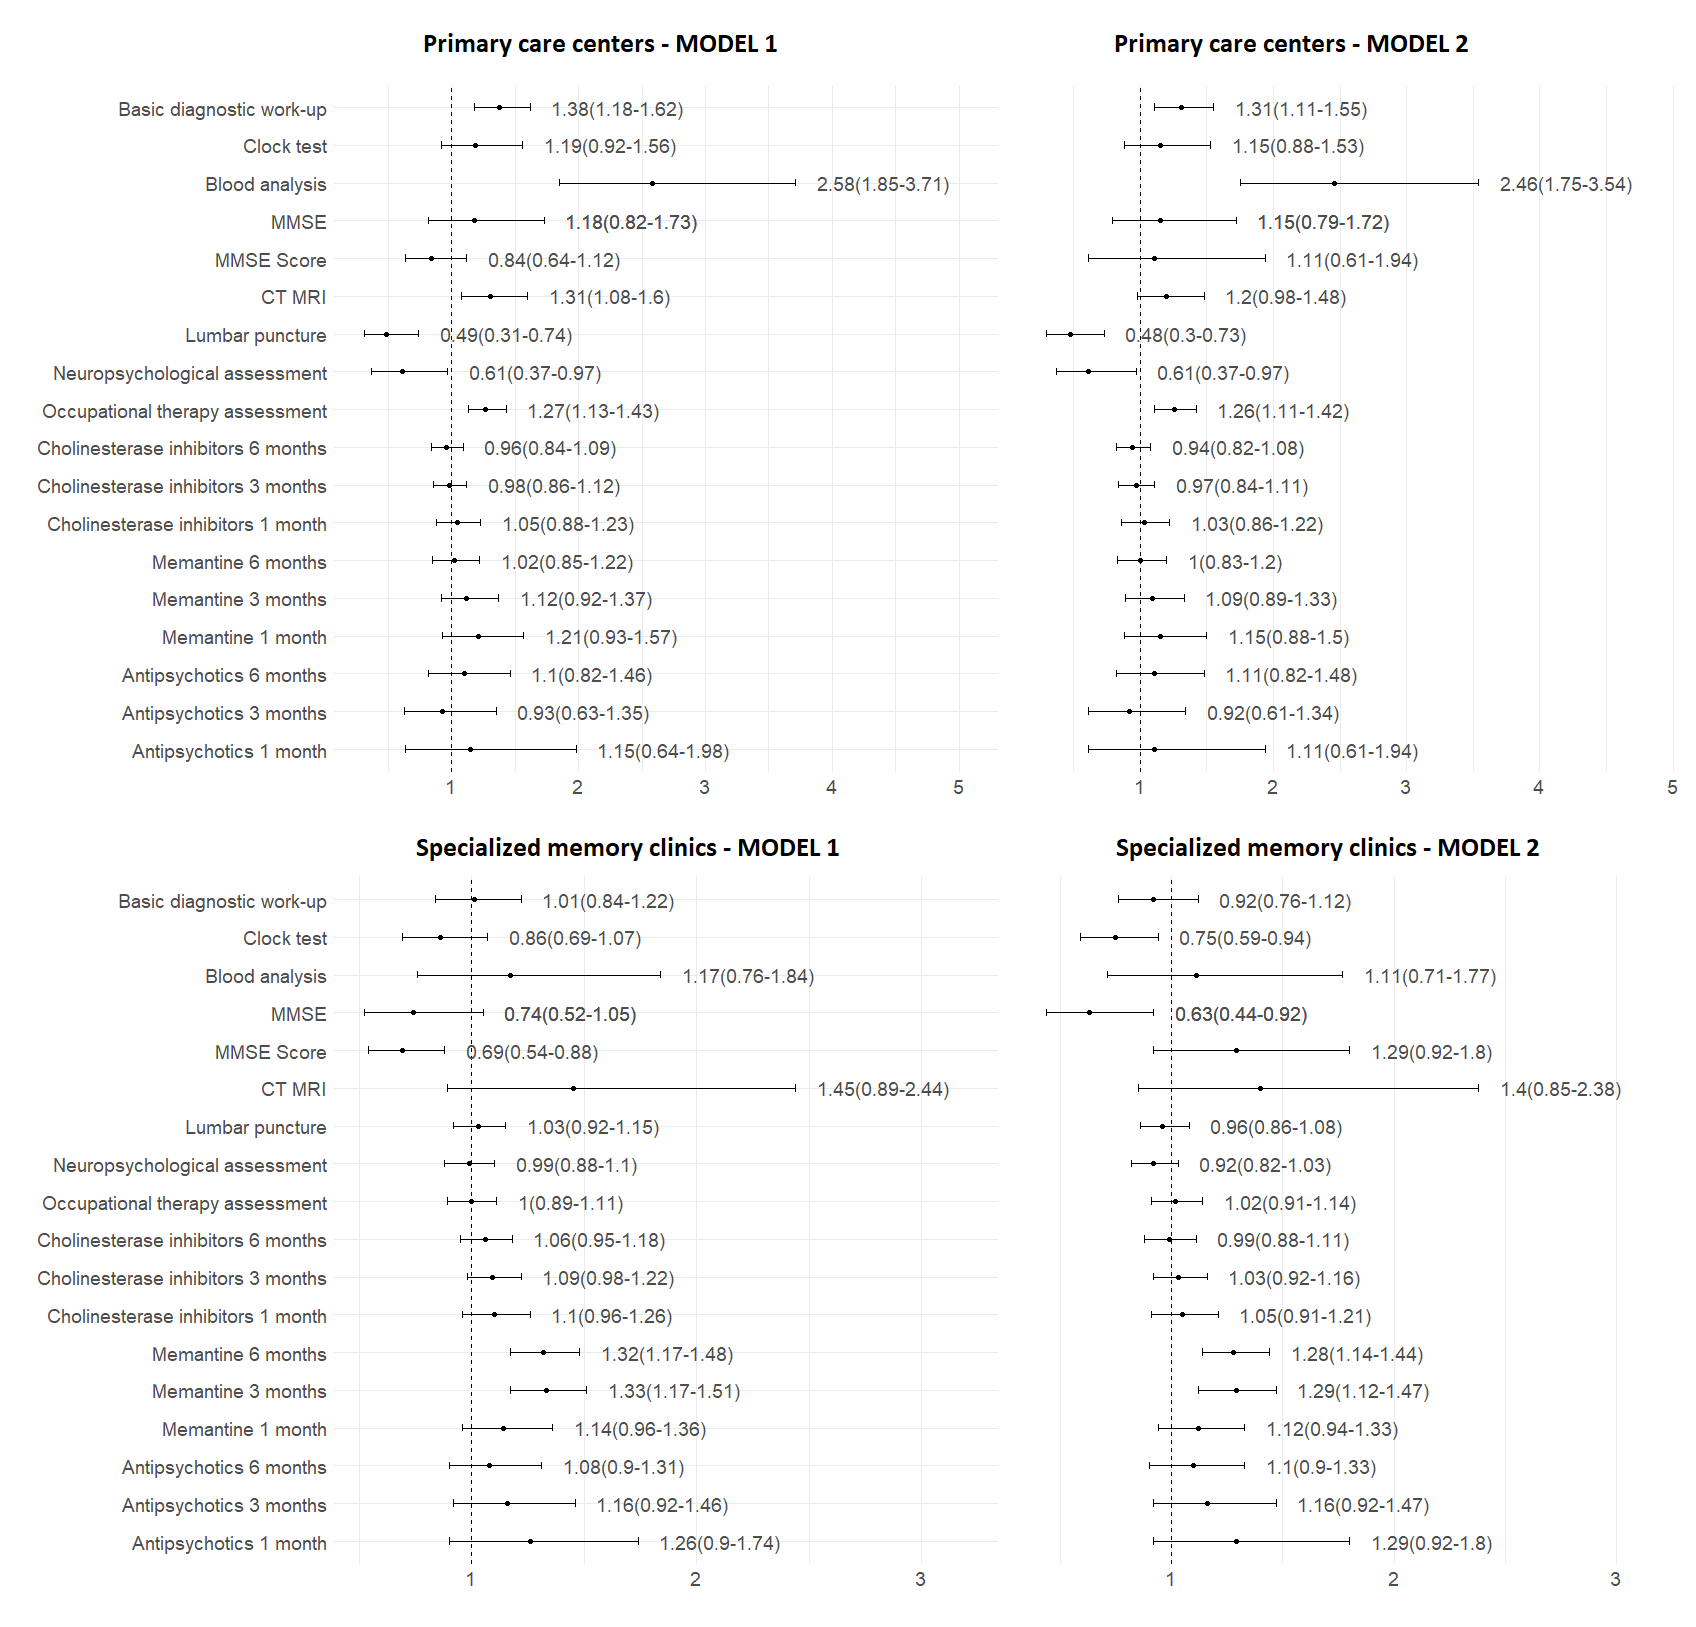 Primary care centers - MODEL 1
Basic diagnostic work-up 1.38(1.18-1.62)
Clock test 1.19(0.92-1.56)
Blood analysis 2.58(1.85-3.71)
MMSE 1.18(0.82-1.73)
MMSE Score 0.84(0.64-1.12)
CT MRI 1.31(1.08-1.6)
Lumbar puncture 0.49(0.31-0.74)
Neuropsychological assessment 0.61(0.37-0.97)
Occupational therapy assessment 1.27(1.13-1.43)
Cholinesterase inhibitors 6 months 0.96(0.84-1.09)
Cholinesterase inhibitors 3 months 0.98(0.86-1.12)
Cholinesterase inhibitors 1 month 1.05(0.88-1.23)
Memantine 6 months 1.02(0.85-1.22)
Memantine 3 months 1.12(0.92-1.37)
Memantine 1 month 1.21(0.93-1.57)
Antipsychotics 6 months 1.1(0.82-1.46)
Antipsychotics 3 months 0.93(0.63-1.35)
Antipsychotics 1 month 1.15(0.64-1.98)
1 2 3 4 5
Primary care centers - MODEL 2
1.31(1.11-1.55)
1.15(0.88-1.53)
2.46(1.75-3.54)
1.15(0.79-1.72)
1.11(0.61-1.94)
1.2(0.98-1.48)
0.48(0.3-0.73)
0.61(0.37-0.97)
1.26(1.11-1.42)
0.94(0.82-1.08)
0.97(0.84-1.11)
1.03(0.86-1.22)
1(0.83-1.2)
1.09(0.89-1.33)
1.15(0.88-1.5)
1.11(0.82-1.48)
0.92(0.61-1.34)
1.11(0.61-1.94)
1 2 3 4 5
Specialized memory clinics - MODEL 1
Basic diagnostic work-up 1.01(0.84-1.22)
Clock test 0.86(0.69-1.07)
Blood analysis 1.17(0.76-1.84)
MMSE 0.74(0.52-1.05)
MMSE Score 0.69(0.54-0.88)
CT MRI 1.45(0.89-2.44)
Lumbar puncture 1.03(0.92-1.15)
Neuropsychological assessment 0.99(0.88-1.1)
Occupational therapy assessment 1(0.89-1.11)
Cholinesterase inhibitors 6 months 1.06(0.95-1.18)
Cholinesterase inhibitors 3 months 1.09(0.98-1.22)
Cholinesterase inhibitors 1 month 1.1(0.96-1.26)
Memantine 6 months 1.32(1.17-1.48)
Memantine 3 months 1.33(1.17-1.51)
Memantine 1 month 1.14(0.96-1.36)
Antipsychotics 6 months 1.08(0.9-1.31)
Antipsychotics 3 months 1.16(0.92-1.46)
Antipsychotics 1 month 1.26(0.9-1.74)
1 2 3
Specialized memory clinics - MODEL 2
0.92(0.76-1.12)
0.75(0.59-0.94)
1.11(0.71-1.77)
0.63(0.44-0.92)
1.29(0.92-1.8)
1.4(0.85-2.38)
0.96(0.86-1.08)
0.92(0.82-1.03)
1.02(0.91-1.14)
0.99(0.88-1.11)
1.03(0.92-1.16)
1.05(0.91-1.21)
1.28(1.14-1.44)
1.29(1.12-1.47)
1.12(0.94-1.33)
1.1(0.9-1.33)
1.16(0.92-1.47)
1.29(0.92-1.8)
1 2 3